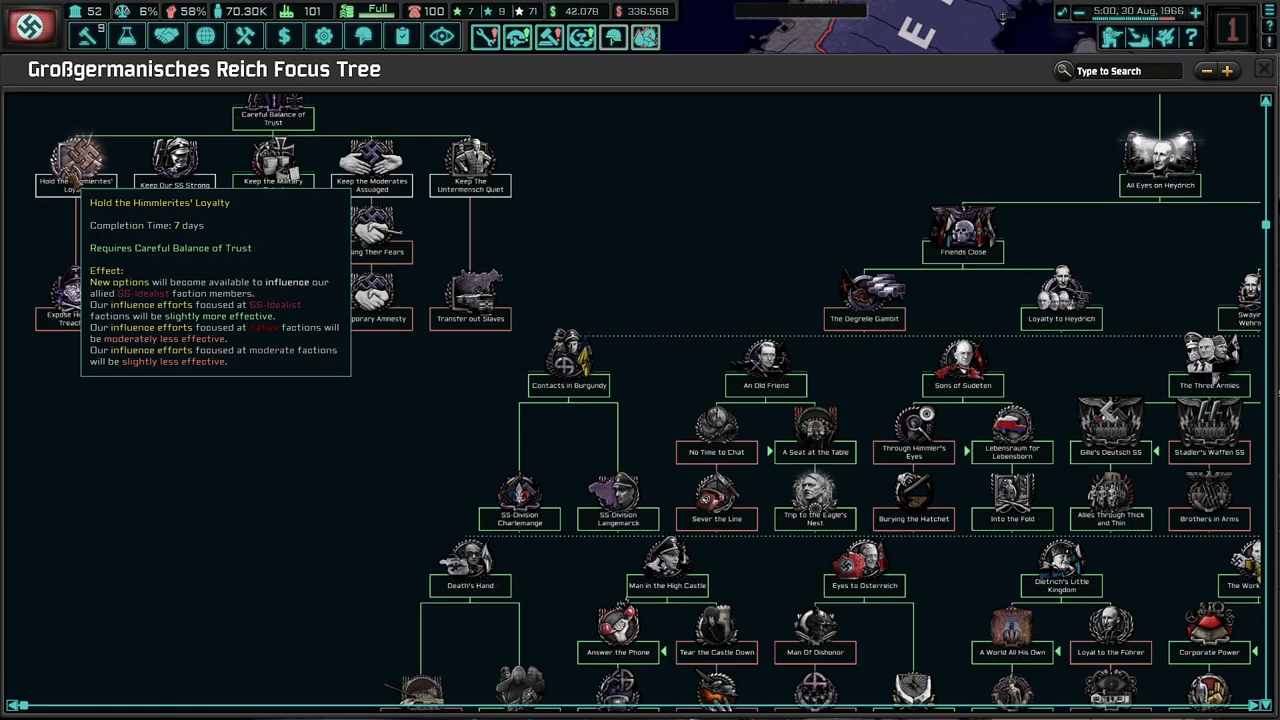 52 6% 58% 70.30K 101 Full 100 7 9 71 42.07B 336.56B
5:00, 30 Aug, 1966
9
Großgermanisches Reich Focus Tree
Type to Search
Careful Balance of
Trust
Keep Our SS Strong
Keep the Military
Keep the Moderates
Assuaged
Keep The
Untermensch Quiet
All Eyes on Heydrich
Hold the Himmlerites' Loyalty
Completion Time: 7 days
Requires Careful Balance of Trust
Effect:
New options will become available to influence our
allied SS-Idealist faction members.
Our influence efforts focused at SS-Idealist
factions will be slightly more effective.
Our influence efforts focused at native factions will
be moderately less effective.
Our influence efforts focused at moderate factions
will be slightly less effective.
Their Fears
Friends Close
Amnesty
Transfer out Slaves
The Degrelle Gambit
Loyalty to Heydrich
Contacts in Burgundy
An Old Friend
Sons of Sudeten
The Three Armies
No Time to Chat
A Seat at the Table
Through Himmler's
Eyes
Lebensraum for
Lebensborn
Gille's Deutsch SS
Stadler's Waffen SS
SS-Division
Charlemange
SS-Division
Langemarck
Sever the Line
Trip to the Eagle's
Nest
Burying the Hatchet
Into the Fold
Allies Through Thick
and Thin
Brothers in Arms
Death's Hand
Man in the High Castle
Eyes to Osterreich
Dietrich's Little
Kingdom
The Work
Answer the Phone
Tear the Castle Down
Man Of Dishonor
A World All His Own
Loyal to the Führer
Corporate Power